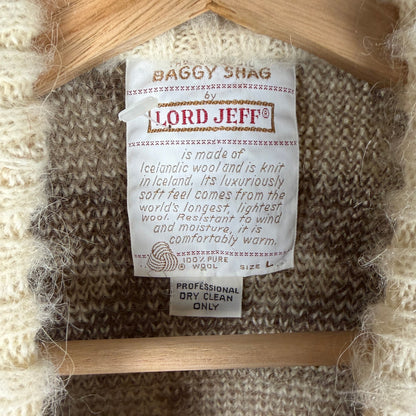 BAGGY SHAG
by
LORD JEFF®
is made of
Icelandic wool and is knit
in Iceland. Its luxuriously
soft feel comes from the
world's longest, lightest
wool. Resistant to wind
and moisture, it is
comfortably warm.
100% PURE
® WOOL SIZE L
PROFESSIONAL
DRY CLEAN
ONLY